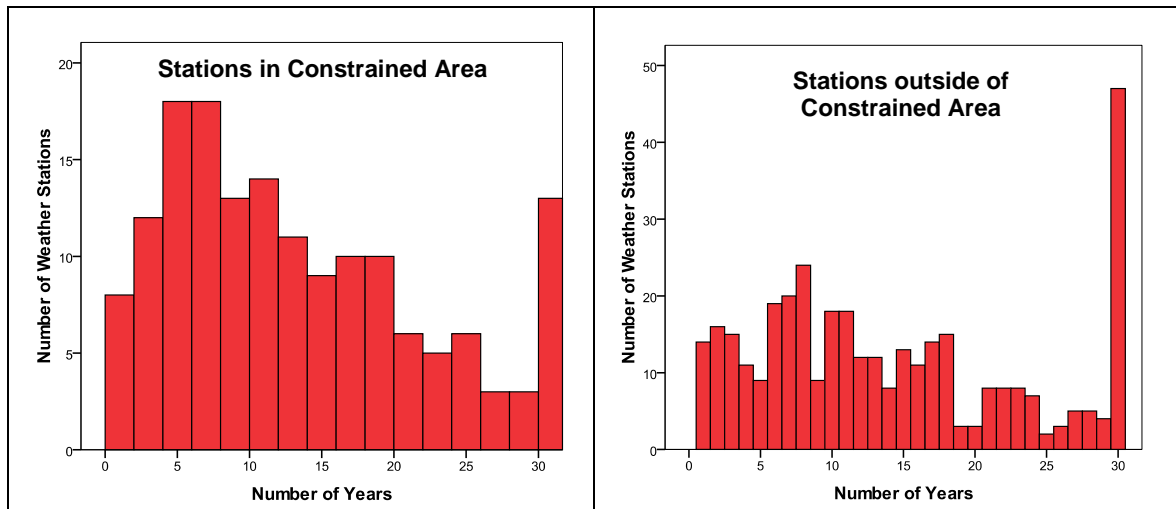 Stations in Constrained Area
Number of Weather Stations
20
15
10
5
0
0 5 10 15 20 25 30
Number of Years
Stations outside of
Constrained Area
Number of Weather Stations
50
40
30
20
10
0
0 5 10 15 20 25 30
Number of Years